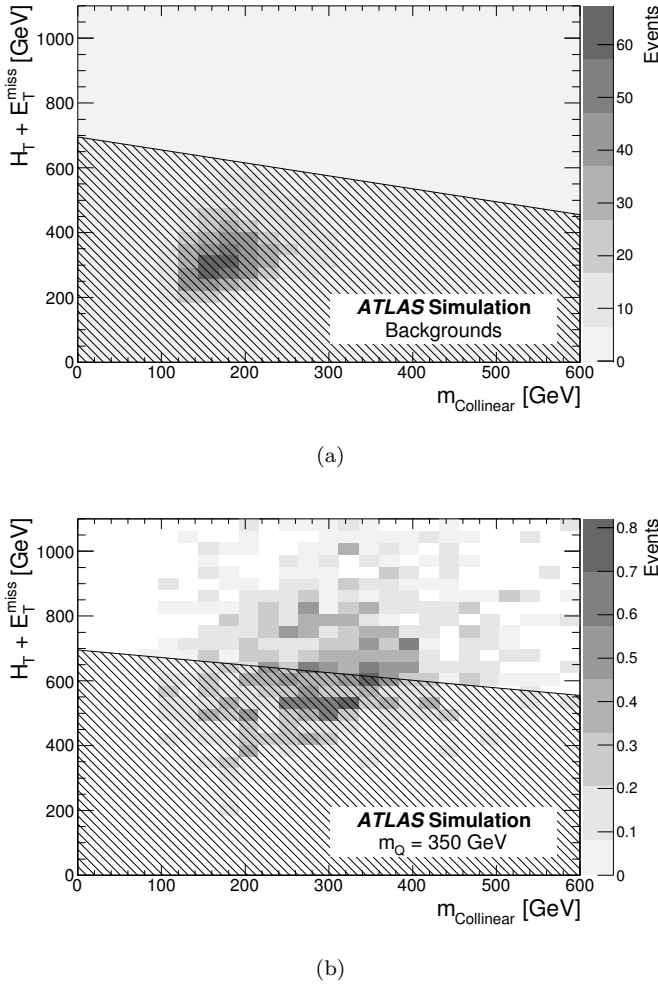 H_T + E_T^miss [GeV]
1000
800
600
400
200
0
0 100 200 300 400 500 600
m_Collinear [GeV]
Events
60
50
40
30
20
10
0
ATLAS Simulation
Backgrounds
(a)
H_T + E_T^miss [GeV]
1000
800
600
400
200
0
0 100 200 300 400 500 600
m_Collinear [GeV]
Events
0.8
0.7
0.6
0.5
0.4
0.3
0.2
0.1
0
ATLAS Simulation
m_Q = 350 GeV
(b)